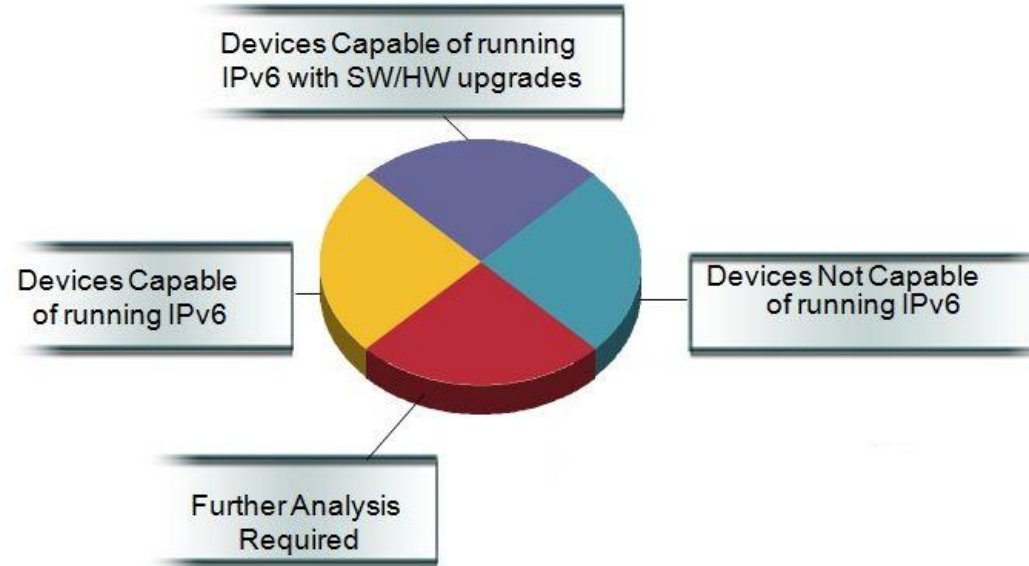 Devices Capable of running
IPv6 with SW/HW upgrades
Devices Capable
of running IPv6
Devices Not Capable
of running IPv6
Further Analysis
Required